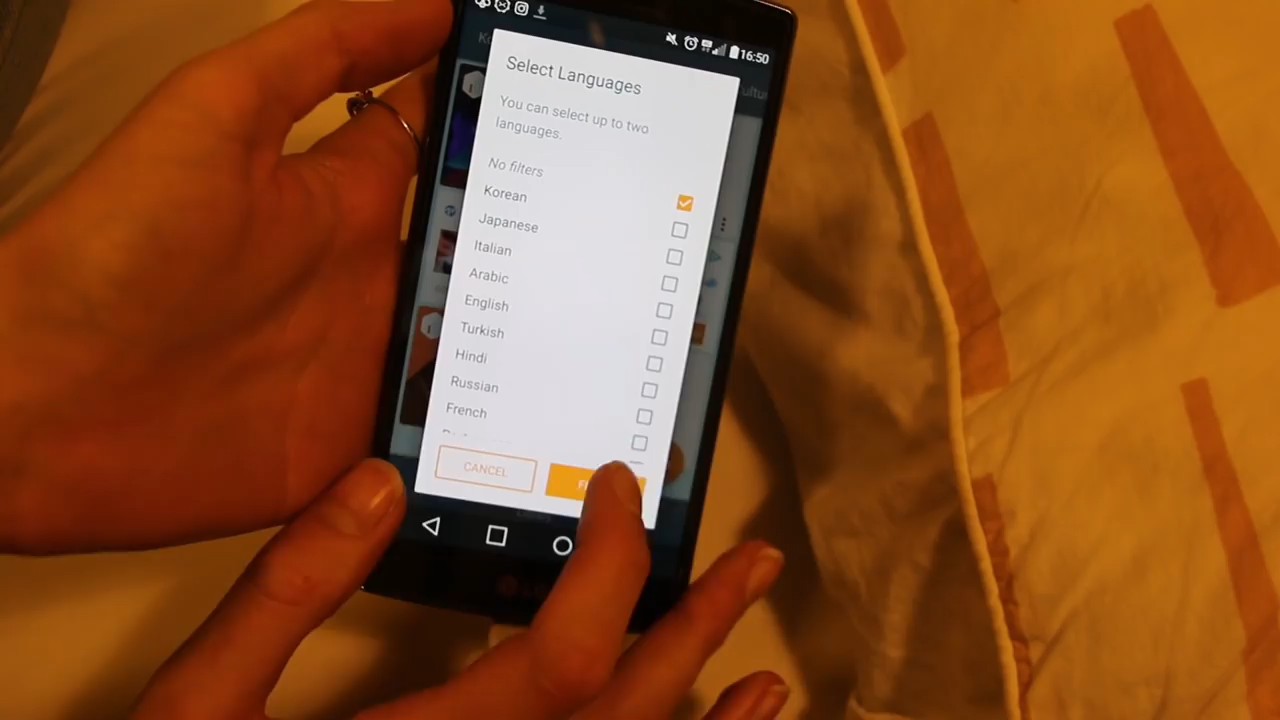 16:50
Select Languages
You can select up to two
languages.
No filters
Korean
Japanese
Italian
Arabic
English
Turkish
Hindi
Russian
French
CANCEL